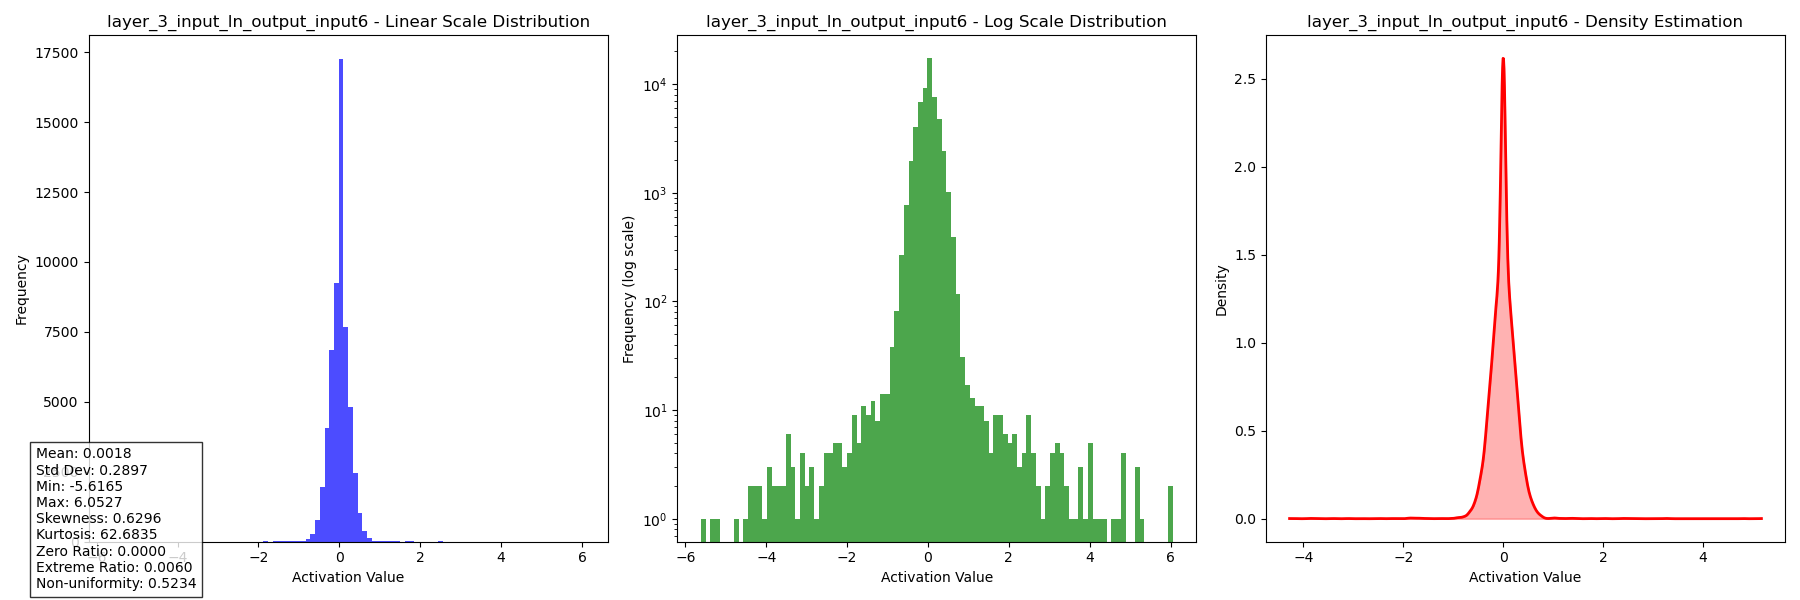 layer_3_input_ln_output_input6 - Linear Scale Distribution
17500
15000
12500
10000
7500
5000
Frequency
−2
0
2
4
6
Activation Value
Mean: 0.0018
Std Dev: 0.2897
Min: -5.6165
Max: 6.0527
Skewness: 0.6296
Kurtosis: 62.6835
Zero Ratio: 0.0000
Extreme Ratio: 0.0060
Non-uniformity: 0.5234
layer_3_input_ln_output_input6 - Log Scale Distribution
10⁴
10³
10²
10¹
10⁰
Frequency (log scale)
−6
−4
−2
0
2
4
6
Activation Value
layer_3_input_ln_output_input6 - Density Estimation
2.5
2.0
1.5
1.0
0.5
0.0
Density
−4
−2
0
2
4
Activation Value